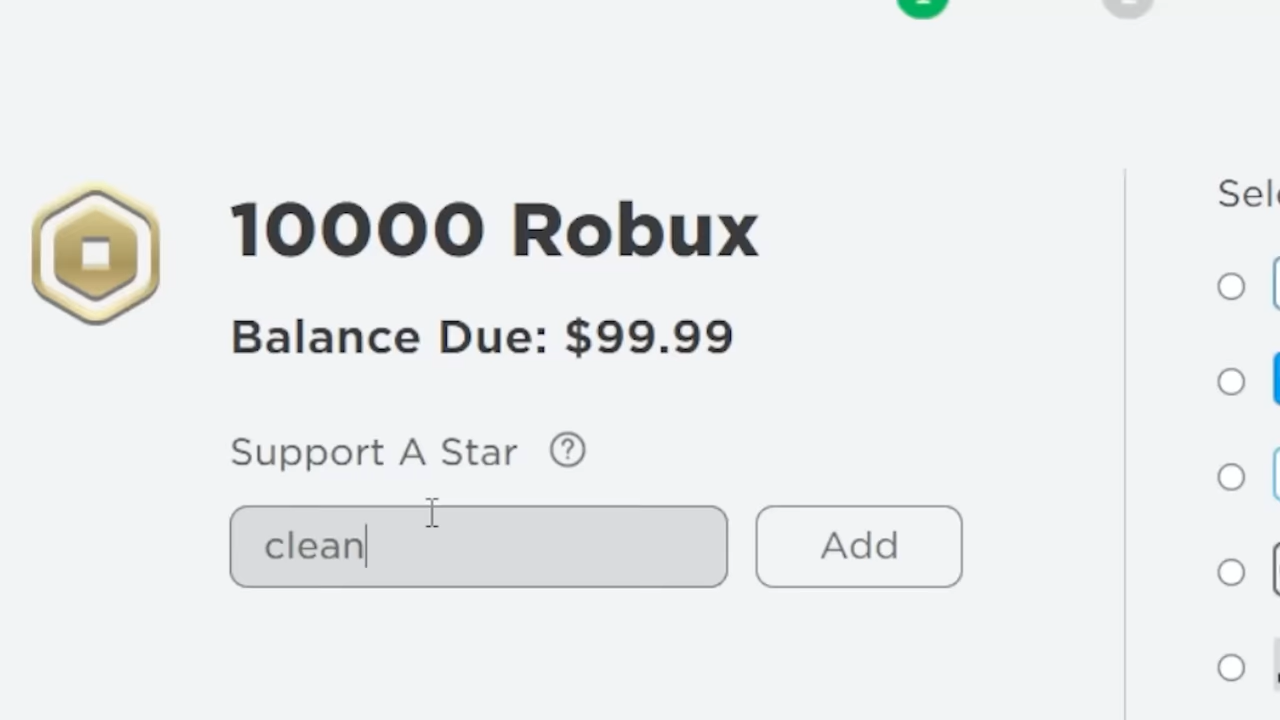 10000 Robux
Balance Due: $99.99
Support A Star
?
clean
Add